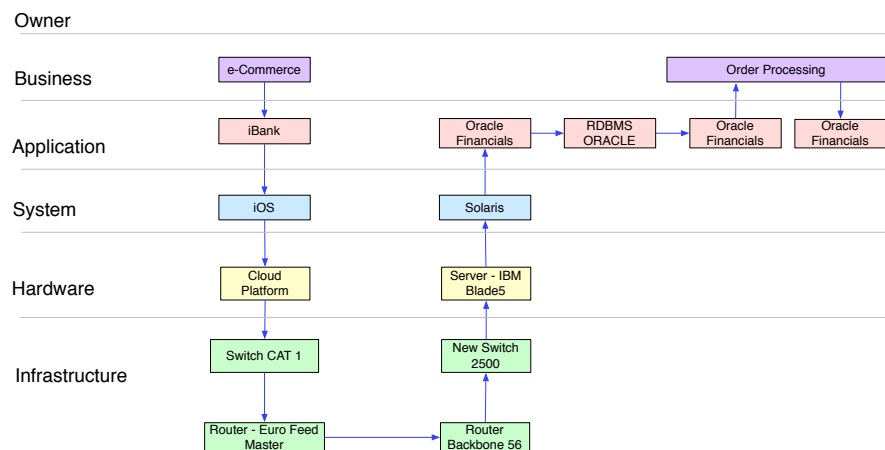 Owner
Business
e-Commerce
Order Processing
Application
iBank
Oracle
Financials
RDBMS
ORACLE
Oracle
Financials
Oracle
Financials
System
iOS
Solaris
Hardware
Cloud
Platform
Server - IBM
Blade5
Infrastructure
Switch CAT 1
New Switch
2500
Router - Euro Feed
Master
Router
Backbone 56